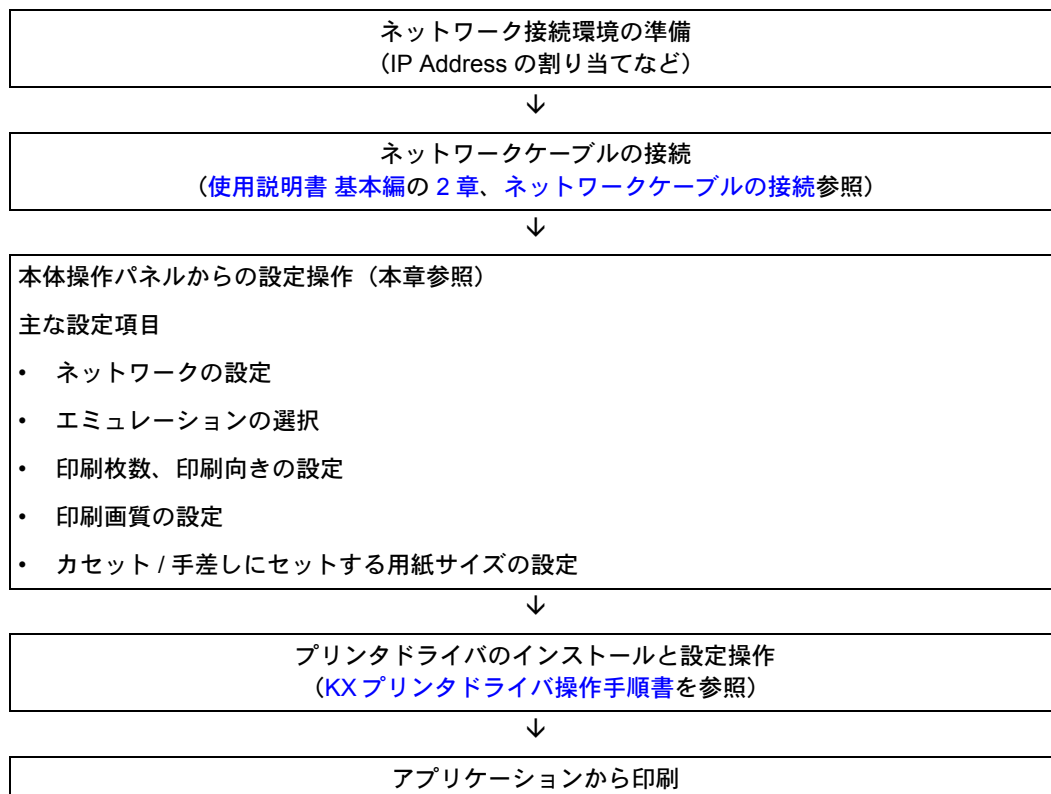 ネットワーク接続環境の準備
（IP Address の割り当てなど）
↓
ネットワークケーブルの接続
（使用説明書 基本編の 2 章、ネットワークケーブルの接続参照）
↓
本体操作パネルからの設定操作（本章参照）
主な設定項目
• ネットワークの設定
• エミュレーションの選択
• 印刷枚数、印刷向きの設定
• 印刷画質の設定
• カセット / 手差しにセットする用紙サイズの設定
↓
プリンタドライバのインストールと設定操作
（KX プリンタドライバ操作手順書を参照）
↓
アプリケーションから印刷